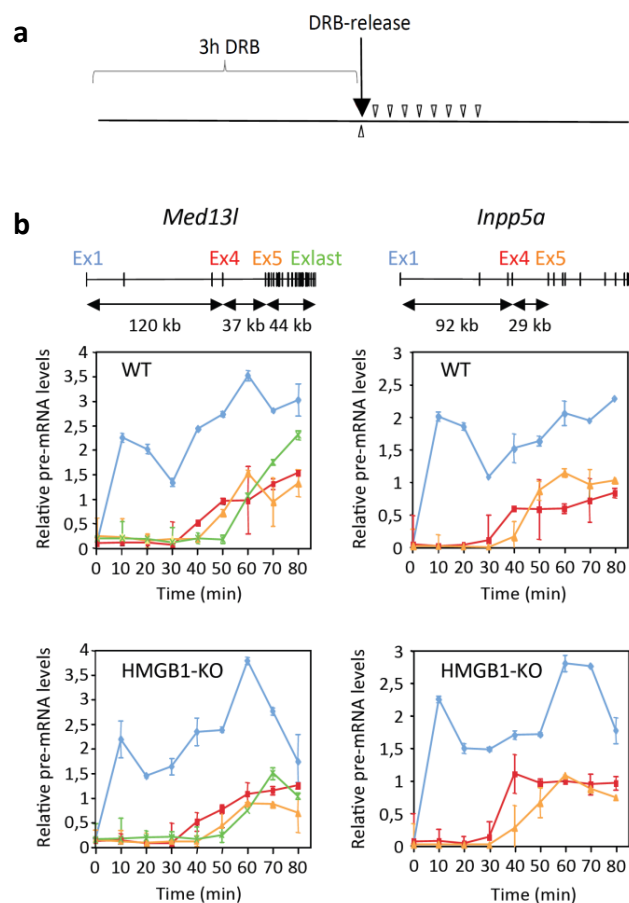 a
DRB-release
3h DRB
b
Med13l
Inpp5a
Ex1 Ex4 Ex5 Exlast
Ex1 Ex4 Ex5
120 kb 37 kb 44 kb
92 kb 29 kb
Relative pre-mRNA levels
4
3,5
3
2,5
2
1,5
1
0,5
0
WT
0 10 20 30 40 50 60 70 80
Time (min)
Relative pre-mRNA levels
3
2,5
2
1,5
1
0,5
0
WT
0 10 20 30 40 50 60 70 80
Time (min)
Relative pre-mRNA levels
4
3,5
3
2,5
2
1,5
1
0,5
0
HMGB1-KO
0 10 20 30 40 50 60 70 80
Time (min)
Relative pre-mRNA levels
3
2,5
2
1,5
1
0,5
0
HMGB1-KO
0 10 20 30 40 50 60 70 80
Time (min)